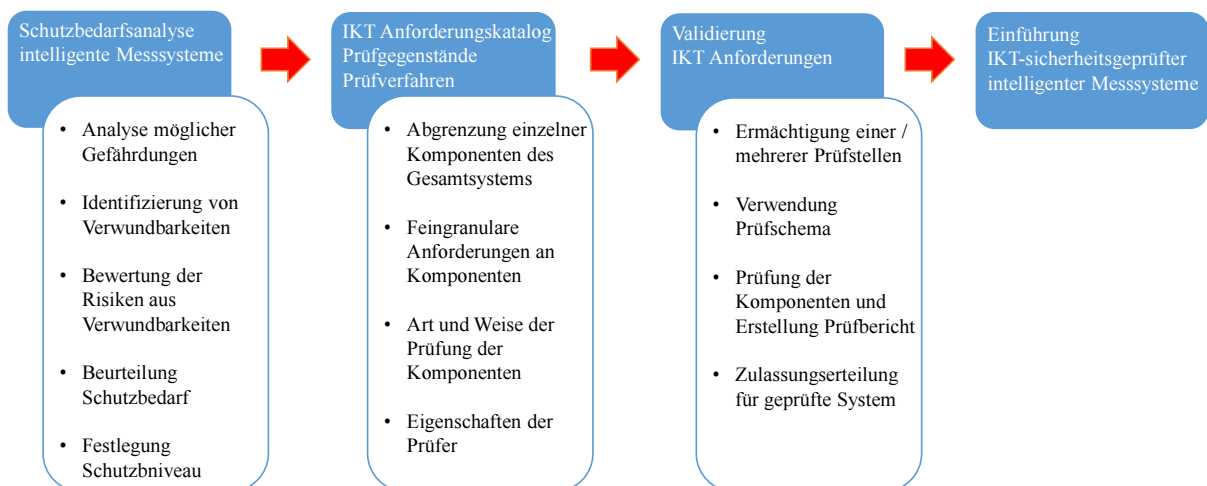 Schutzbedarfsanalyse
intelligente Messsysteme
• Analyse möglicher
Gefährdungen
• Identifizierung von
Verwundbarkeiten
• Bewertung der
Risiken aus
Verwundbarkeiten
• Beurteilung
Schutzbedarf
• Festlegung
Schutzbniveau
IKT Anforderungskatalog
Prüfgegenstände
Prüfverfahren
• Abgrenzung einzelner
Komponenten des
Gesamtsystems
• Feingranulare
Anforderungen an
Komponenten
• Art und Weise der
Prüfung der
Komponenten
• Eigenschaften der
Prüfer
Validierung
IKT Anforderungen
• Ermächtigung einer /
mehrerer Prüfstellen
• Verwendung
Prüfschema
• Prüfung der
Komponenten und
Erstellung Prüfbericht
• Zulassungserteilung
für geprüfte System
Einführung
IKT-sicherheitsgeprüfter
intelligenter Messsysteme